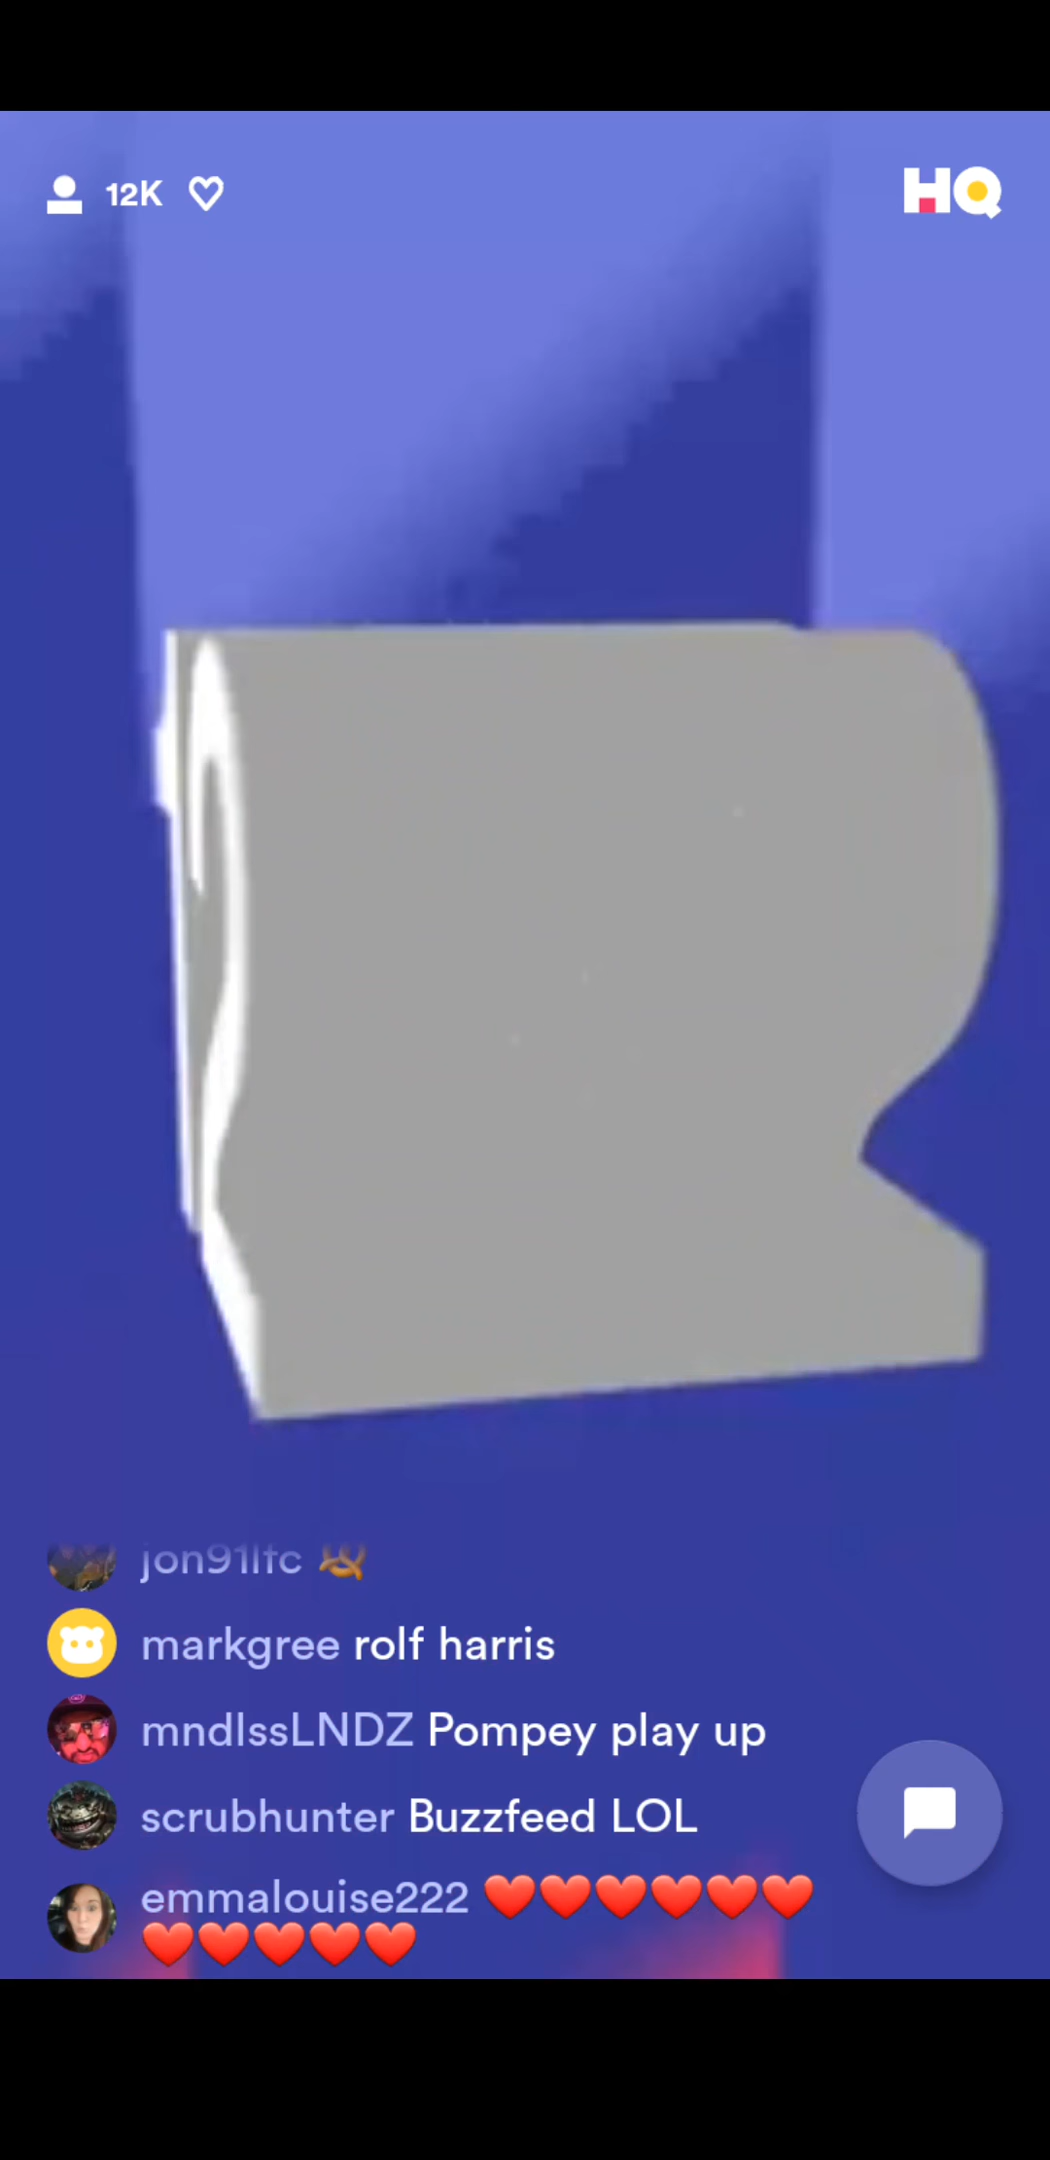 12K
HQ
jon91lfc
markgree rolf harris
mndlssLNDZ Pompey play up
scrubhunter Buzzfeed LOL
emmalouise222 ❤️❤️❤️❤️❤️❤️
❤️❤️❤️❤️❤️